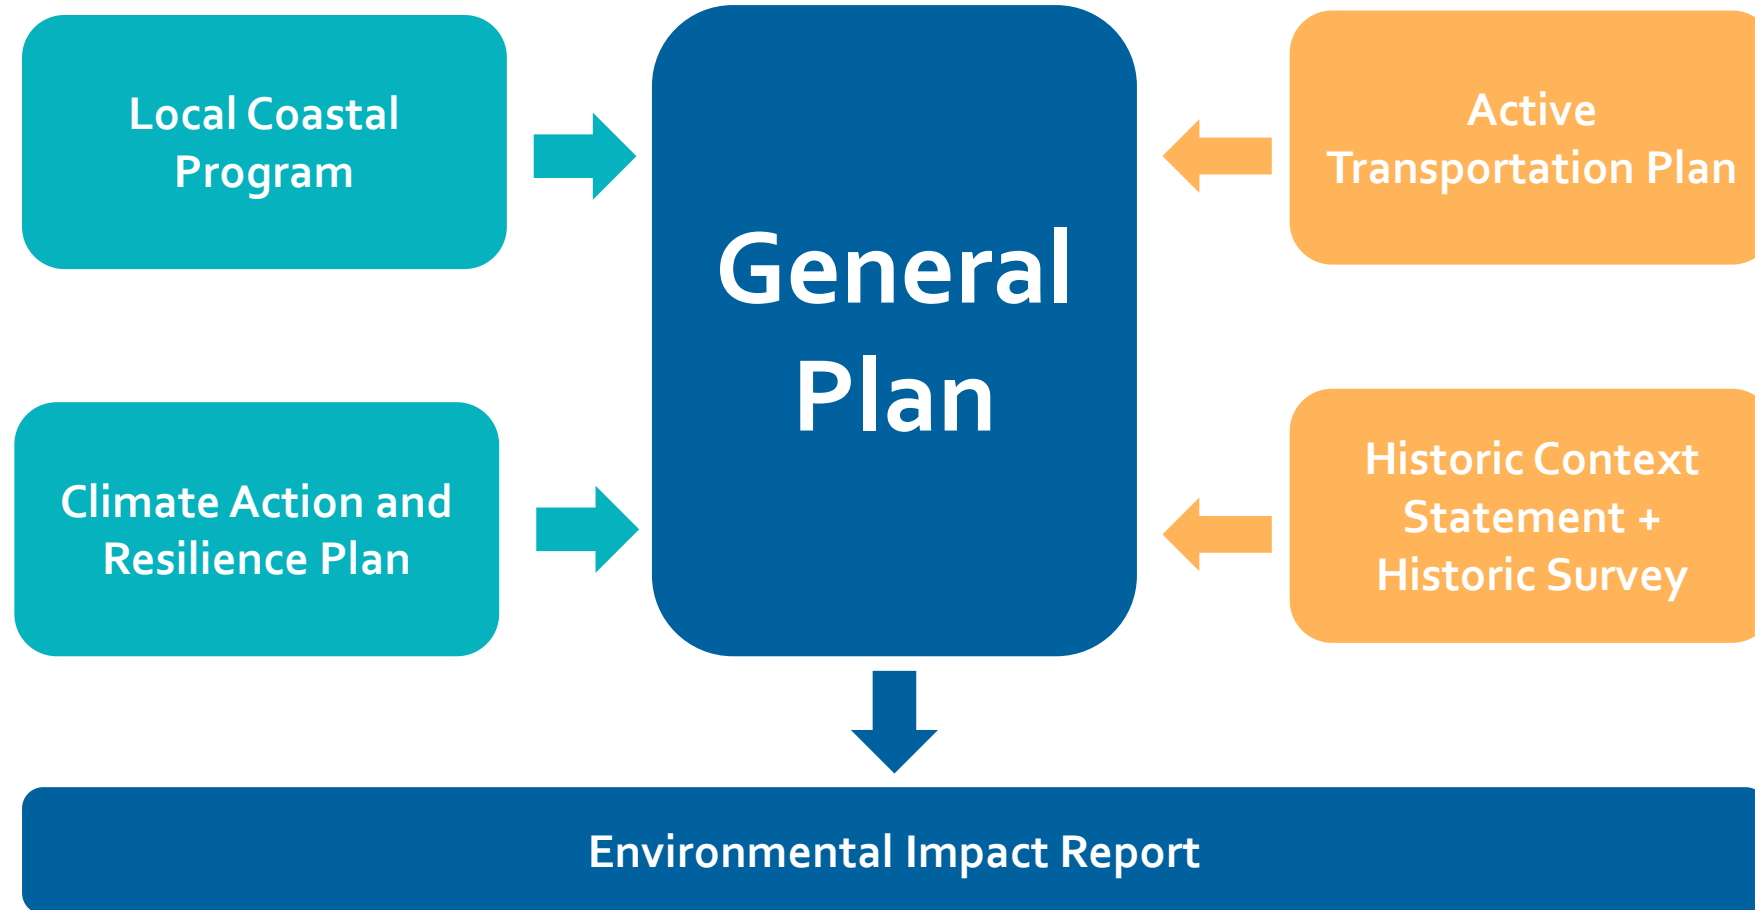 Local Coastal
Program
Climate Action and
Resilience Plan
General
Plan
Active
Transportation Plan
Historic Context
Statement +
Historic Survey
Environmental Impact Report